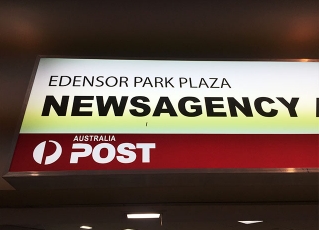 EDENSOR PARK PLAZA
NEWSAGENCY
AUSTRALIA
POST